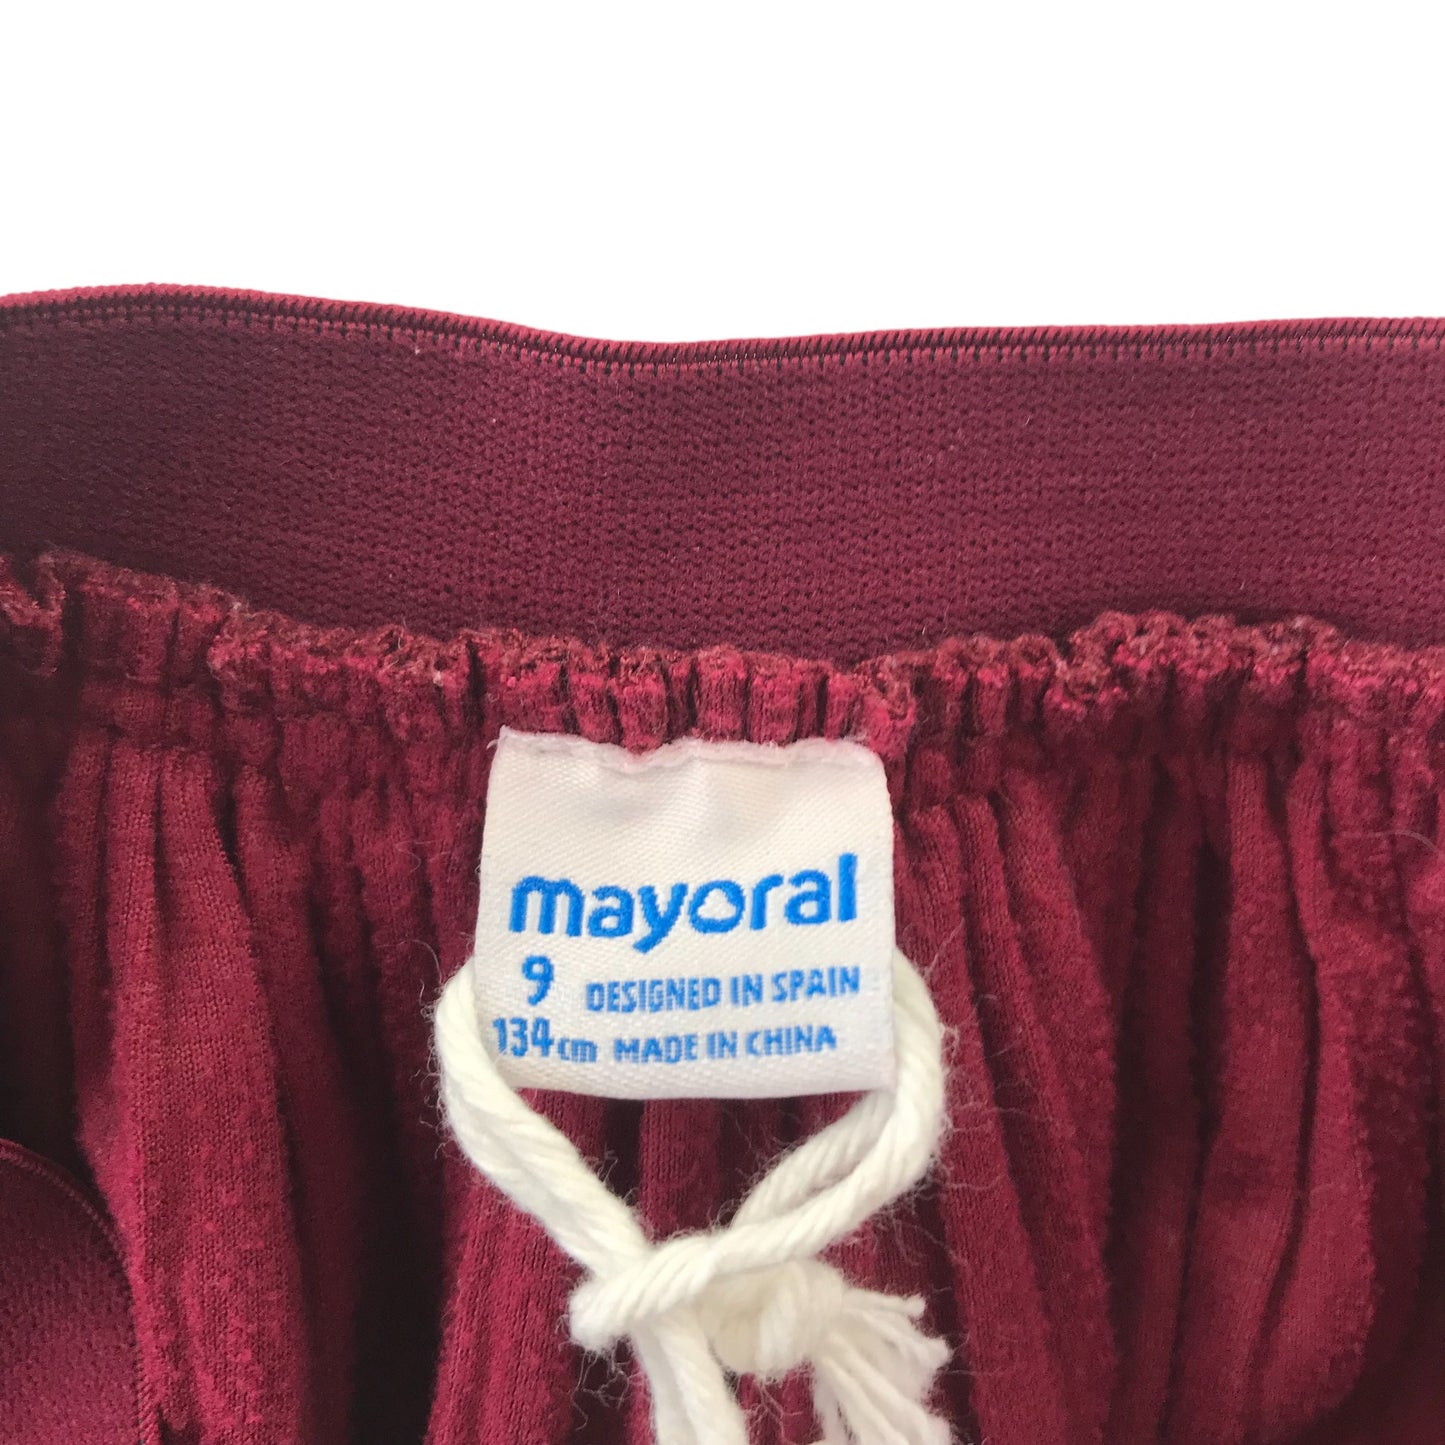 mayoral
9 DESIGNED IN SPAIN
134cm MADE IN CHINA